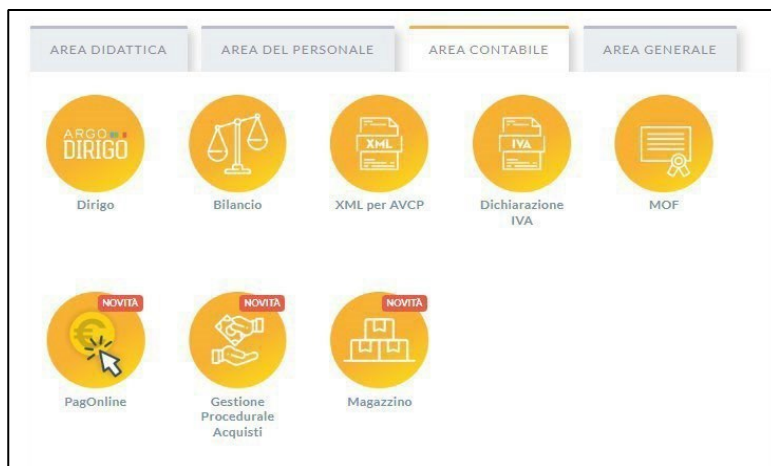 AREA DIDATTICA
AREA DEL PERSONALE
AREA CONTABILE
AREA GENERALE
ARGO
DIRIGO
XML
IVA
Dirigo
Bilancio
XML per AVCP
Dichiarazione
IVA
MOF
NOVITÀ
NOVITÀ
NOVITÀ
€
PagOnline
Gestione
Procedurale
Acquisti
Magazzino